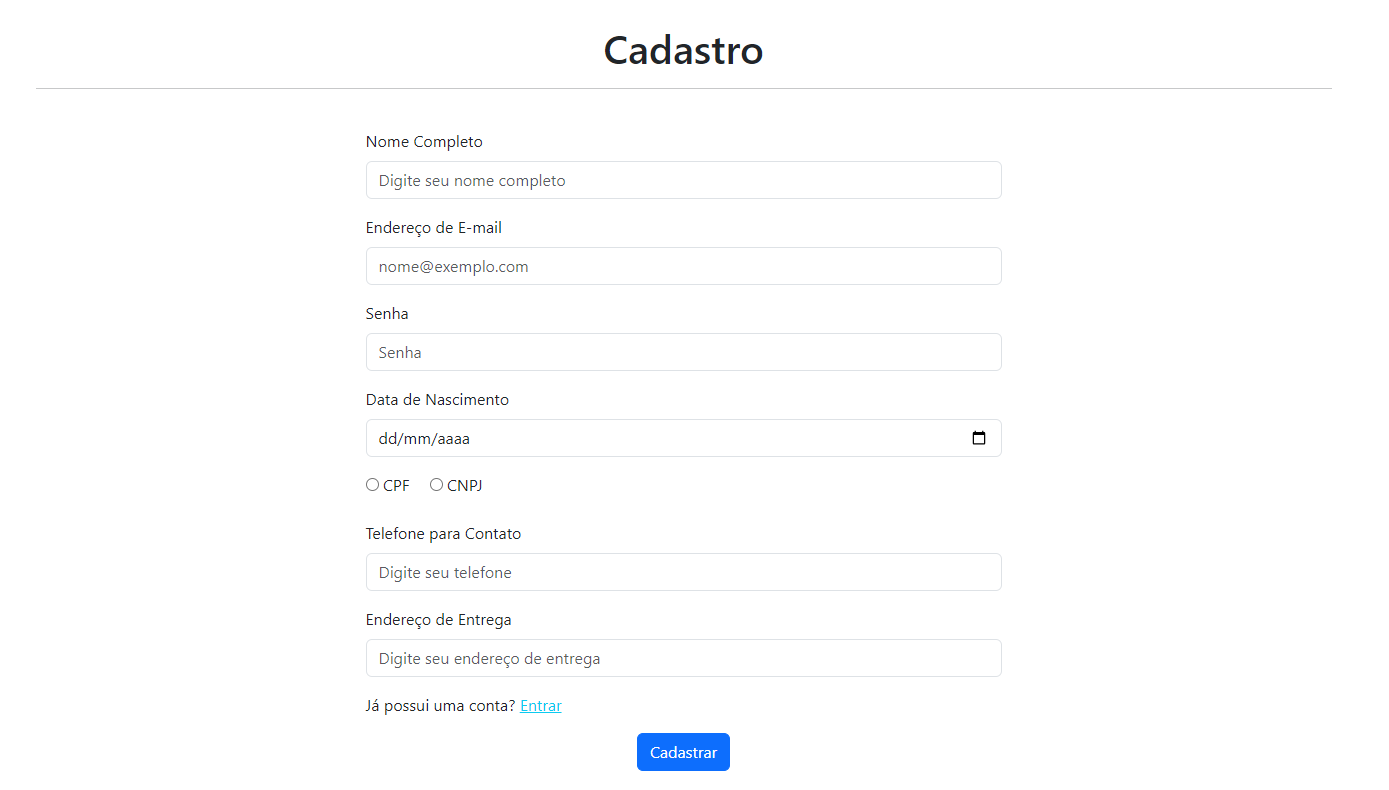 Cadastro
Nome Completo
Digite seu nome completo
Endereço de E-mail
nome@exemplo.com
Senha
Senha
Data de Nascimento
dd/mm/aaaa
CPF CNPJ
Telefone para Contato
Digite seu telefone
Endereço de Entrega
Digite seu endereço de entrega
Já possui uma conta? Entrar
Cadastrar